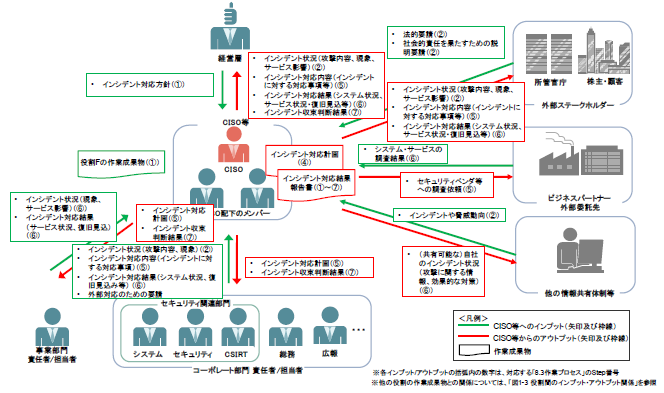 経営層
・インシデント対応方針(①)
・インシデント状況(攻撃内容、現象、
サービス影響)(②)
・インシデント対応内容(インシデント
に対する対応事項等)(⑤)
・インシデント対応結果(システム状況、
サービス状況・復旧見込等)(⑥)
・インシデント収束判断結果(⑦)
・法的要請(②)
・社会的責任を果たすための説
明要請(②)
所管官庁
株主・顧客
外部ステークホルダー
・インシデント状況(攻撃内容、現象、
サービス影響)(②)
・インシデント対応内容(インシデントに
対する対応事項等)(⑤)
・インシデント対応結果(システム状況、
サービス状況・復旧見込等)(⑥)
CISO等
CISO
CISO配下のメンバー
役割Fの作業成果物(①)
インシデント対応計画
(④)
インシデント対応結果
報告書(①~⑦)
・システム・サービスの
調査結果(⑥)
・セキュリティベンダ等
への調査依頼(⑤)
ビジネスパートナー
外部委託先
・インシデントや脅威動向(②)
・(共有可能な)自社
のインシデント状況
(攻撃に関する情
報、効果的な対策)
(⑥)
他の情報共有体制等
・インシデント状況(現象、
サービス影響)(⑥)
・インシデント対応結果
(サービス状況、復旧見込)
(⑥)
・インシデント対応
計画(⑤)
・インシデント収束
判断結果(⑦)
・インシデント状況(攻撃内容、現象)(②)
・インシデント対応内容(インシデントに対
する対応事項)(⑤)
・インシデント対応結果(システム状況、復
旧見込み等)(⑥)
・外部対応のための要請
・インシデント対応計画(⑤)
・インシデント収束判断結果(⑦)
セキュリティ関連部門
システム
セキュリティ
CSIRT
総務
広報
…
コーポレート部門 責任者/担当者
事業部門
責任者/担当者
<凡例>
CISO等へのインプット(矢印及び枠線)
CISO等からのアウトプット(矢印及び枠線)
作業成果物
※各インプット/アウトプットの括弧内の数字は、対応する「8.3作業プロセス」のStep番号
※他の役割の作業成果物との関係については、「図1-3 役割間のインプット・アウトプット関係」を参照